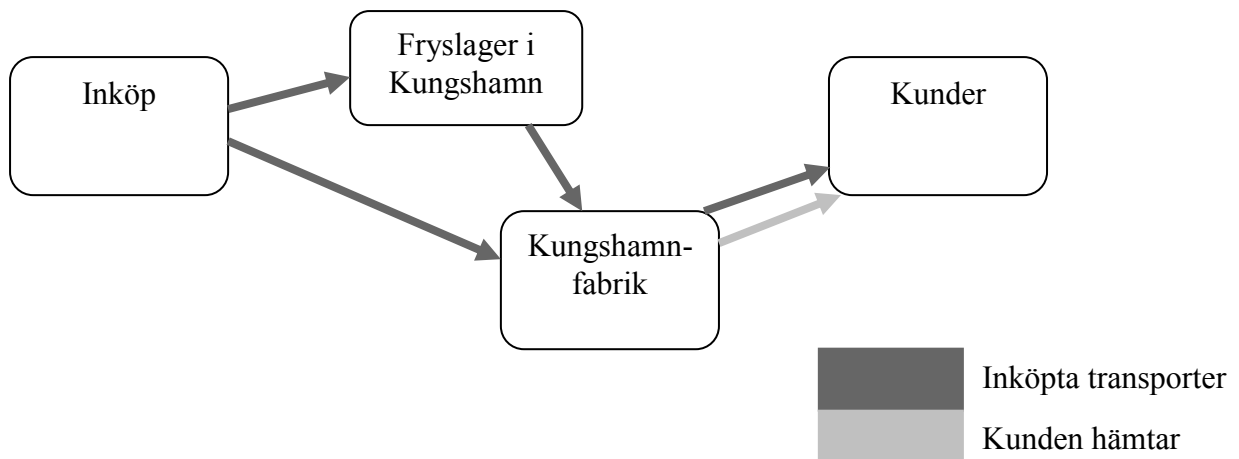 Fryslager i
Kungshamn
Inköp
Kunder
Kungshamn-
fabrik
Inköpta transporter
Kunden hämtar